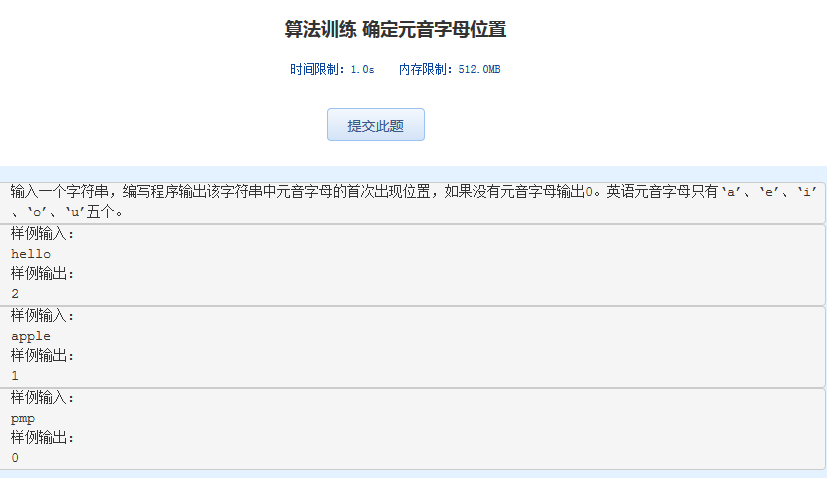 算法训练 确定元音字母位置
时间限制：1.0s 内存限制：512.0MB
提交此题
输入一个字符串，编写程序输出该字符串中元音字母的首次出现位置，如果没有元音字母输出0。英语元音字母只有‘a’、‘e’、‘i’
、‘o’、‘u’五个。
样例输入：
hello
样例输出：
2
样例输入：
apple
样例输出：
1
样例输入：
pmp
样例输出：
0